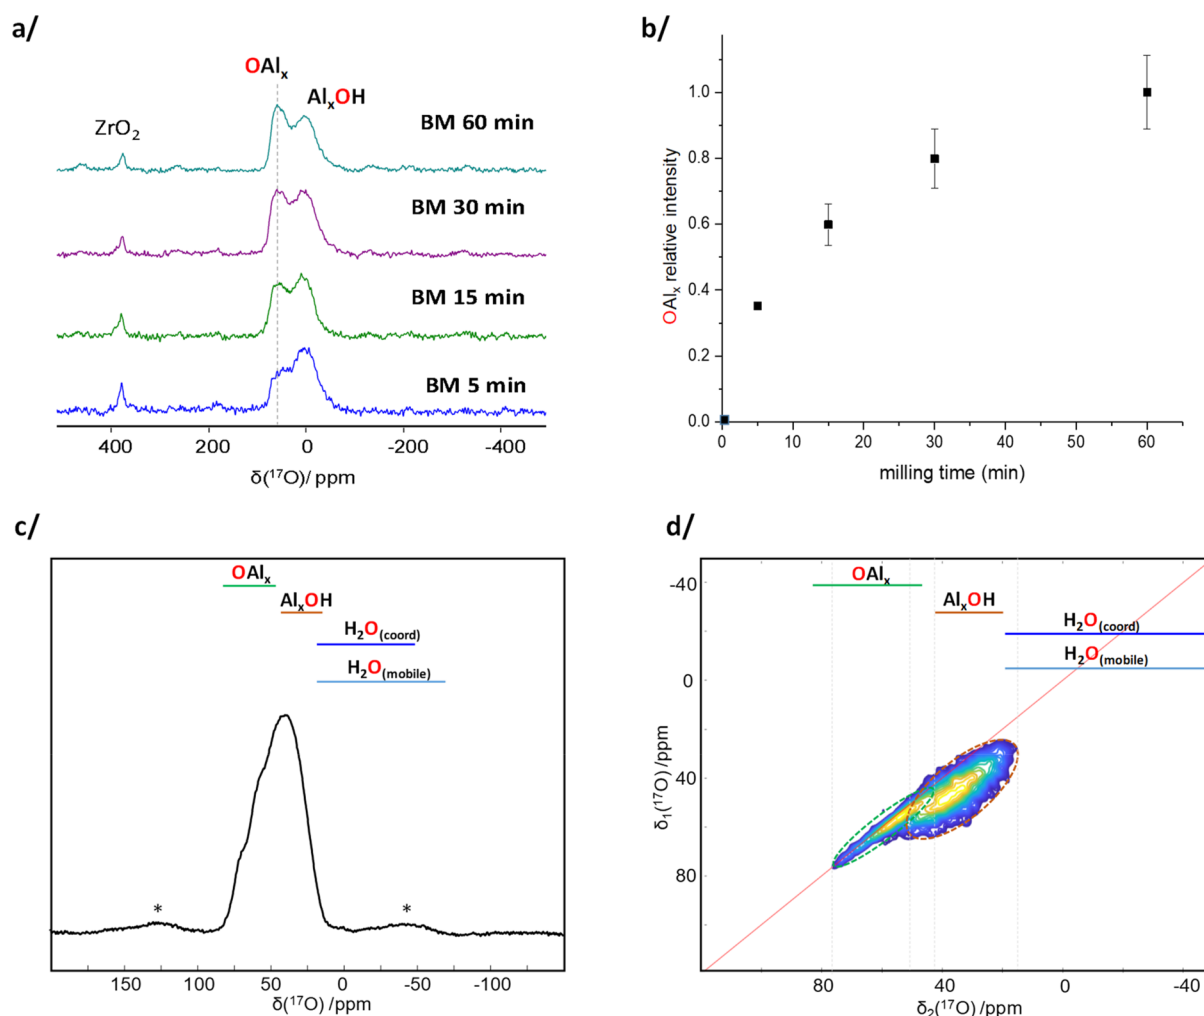 a/
OAlₓ
AlₓOH
ZrO₂
BM 60 min
BM 30 min
BM 15 min
BM 5 min
400 200 0 -200 -400
δ(¹⁷O)/ ppm
b/
1.0
0.8
0.6
0.4
0.2
0.0
OAlₓ relative intensity
0 10 20 30 40 50 60
milling time (min)
c/
OAlₓ
AlₓOH
H₂O(coord)
H₂O(mobile)
* *
150 100 50 0 -50 -100
δ(¹⁷O) /ppm
d/
-40
0
40
80
δ₁(¹⁷O) /ppm
OAlₓ
AlₓOH
H₂O(coord)
H₂O(mobile)
80 40 0 -40
δ₂(¹⁷O) /ppm